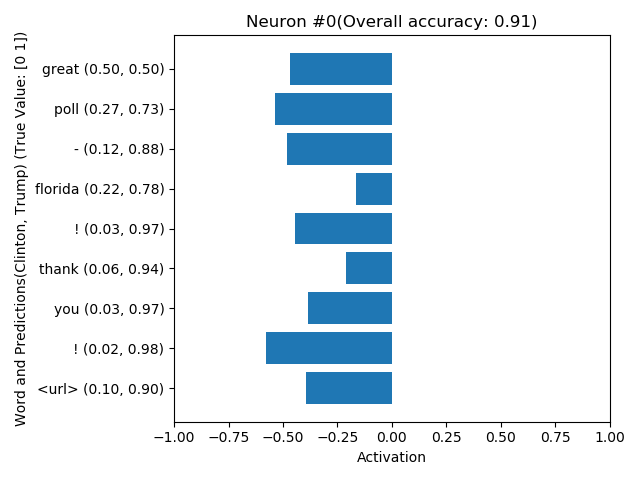 Neuron #0(Overall accuracy: 0.91)
Word and Predictions(Clinton, Trump) (True Value: [0 1])
great (0.50, 0.50)
poll (0.27, 0.73)
- (0.12, 0.88)
florida (0.22, 0.78)
! (0.03, 0.97)
thank (0.06, 0.94)
you (0.03, 0.97)
! (0.02, 0.98)
<url> (0.10, 0.90)
−1.00 −0.75 −0.50 −0.25 0.00 0.25 0.50 0.75 1.00
Activation